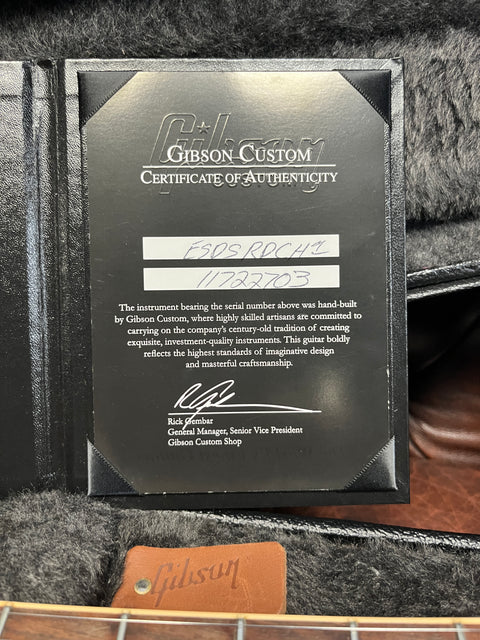 Gibson
CUSTOM
GIBSON CUSTOM
CERTIFICATE OF AUTHENTICITY
ESDSRDCH1
11722703
The instrument bearing the serial number above was hand-built
by Gibson Custom, where highly skilled artisans are committed to
carrying on the company's century-old tradition of creating
exquisite, investment-quality instruments. This guitar boldly
reflects the highest standards of imaginative design
and masterful craftsmanship.
Rick Gembar
General Manager, Senior Vice President
Gibson Custom Shop
Gibson